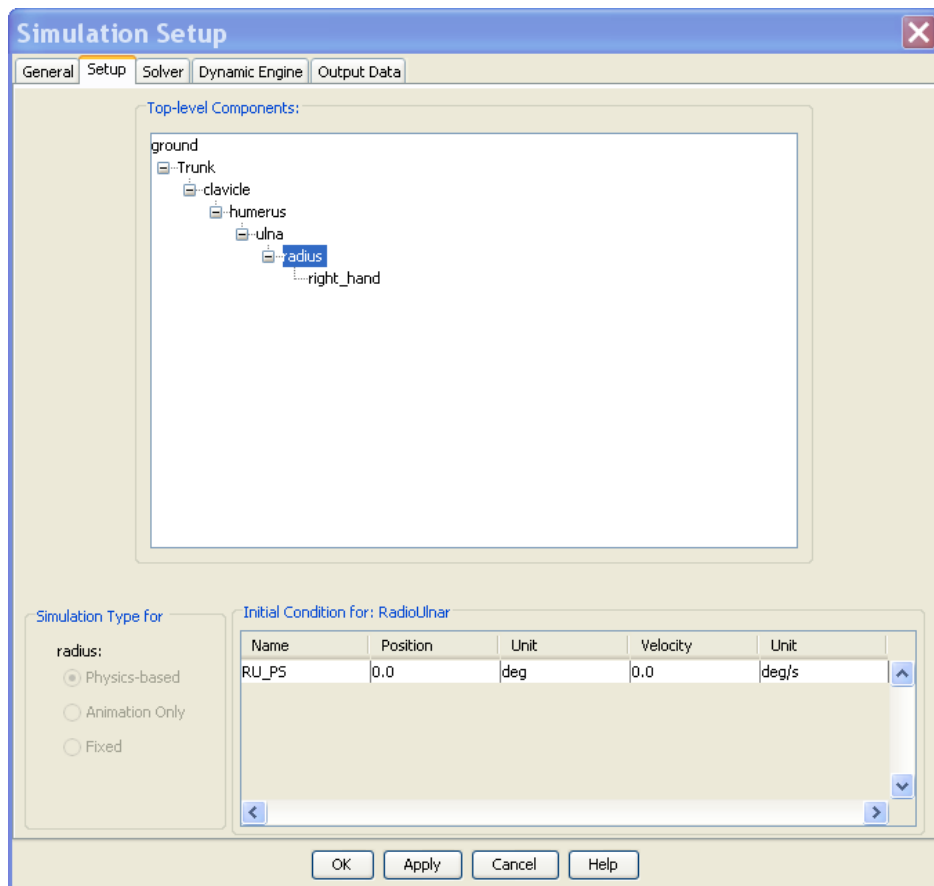 Simulation Setup
General Setup Solver Dynamic Engine Output Data
Top-level Components:
ground
Trunk
clavicle
humerus
ulna
radius
right_hand
Simulation Type for
radius:
Physics-based
Animation Only
Fixed
Initial Condition for: RadioUlnar
Name Position Unit Velocity Unit
RU_PS 0.0 deg 0.0 deg/s
OK Apply Cancel Help